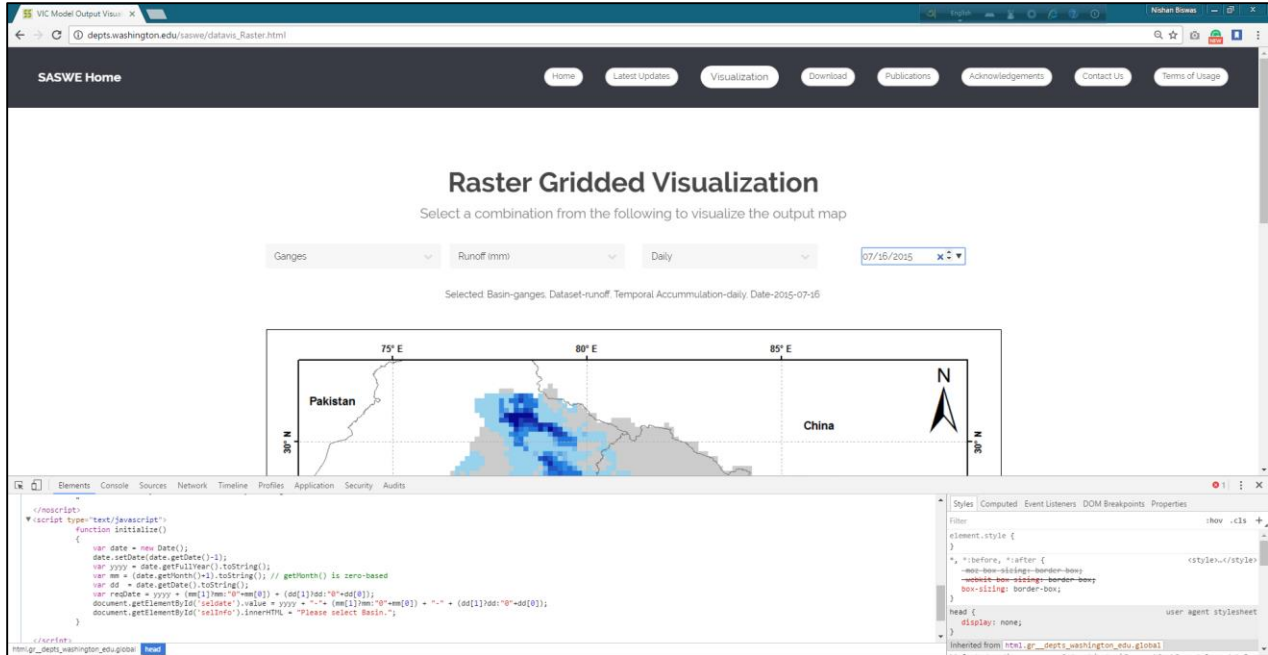 VIC Model Output Visual
English
Nishan Biswas
depts.washington.edu/saswe/datavis_Raster.html
SASWE Home
Home
Latest Updates
Visualization
Download
Publications
Acknowledgements
Contact Us
Terms of Usage
Raster Gridded Visualization
Select a combination from the following to visualize the output map
Ganges
Runoff (mm)
Daily
07/16/2015
Selected: Basin-ganges, Dataset-runoff, Temporal Accummulation-daily, Date-2015-07-16
75° E 80° E 85° E
Pakistan
China
N
30° N
30° N
Elements Console Sources Network Timeline Profiles Application Security Audits
1
"
</noscript>
<script type="text/javascript">
function initialize()
{
var date = new Date();
date.setDate(date.getDate()-1);
var yyyy = date.getFullYear().toString();
var mm = (date.getMonth()+1).toString(); // getMonth() is zero-based
var dd = date.getDate().toString();
var reqDate = yyyy + (mm[1]?mm:"0"+mm[0]) + (dd[1]?dd:"0"+dd[0]);
document.getElementById('seldate').value = yyyy + "-"+ (mm[1]?mm:"0"+mm[0]) + "-" + (dd[1]?dd:"0"+dd[0]);
document.getElementById('selInfo').innerHTML = "Please select Basin.";
}
</script>
html.gr__depts_washington_edu.global head
Styles Computed Event Listeners DOM Breakpoints Properties
Filter :hov .cls +
element.style {
}
*, *:before, *:after { <style>…</style>
-moz-box-sizing: border-box;
-webkit-box-sizing: border-box;
box-sizing: border-box;
}
head { user agent stylesheet
display: none;
}
Inherited from html.gr__depts_washington_edu.global